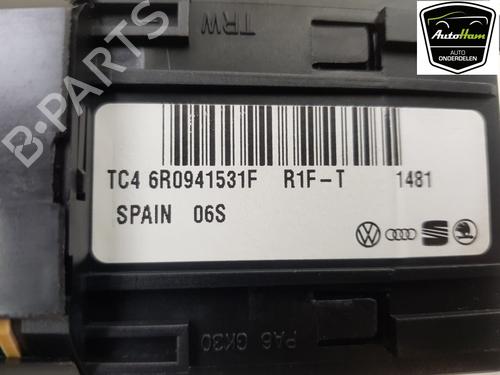 TRW
AutoHam
AUTO
ONDERDELEN
B-PARTS
TC4 6R0941531F R1F-T 1481
SPAIN 06S
PA6 GK30